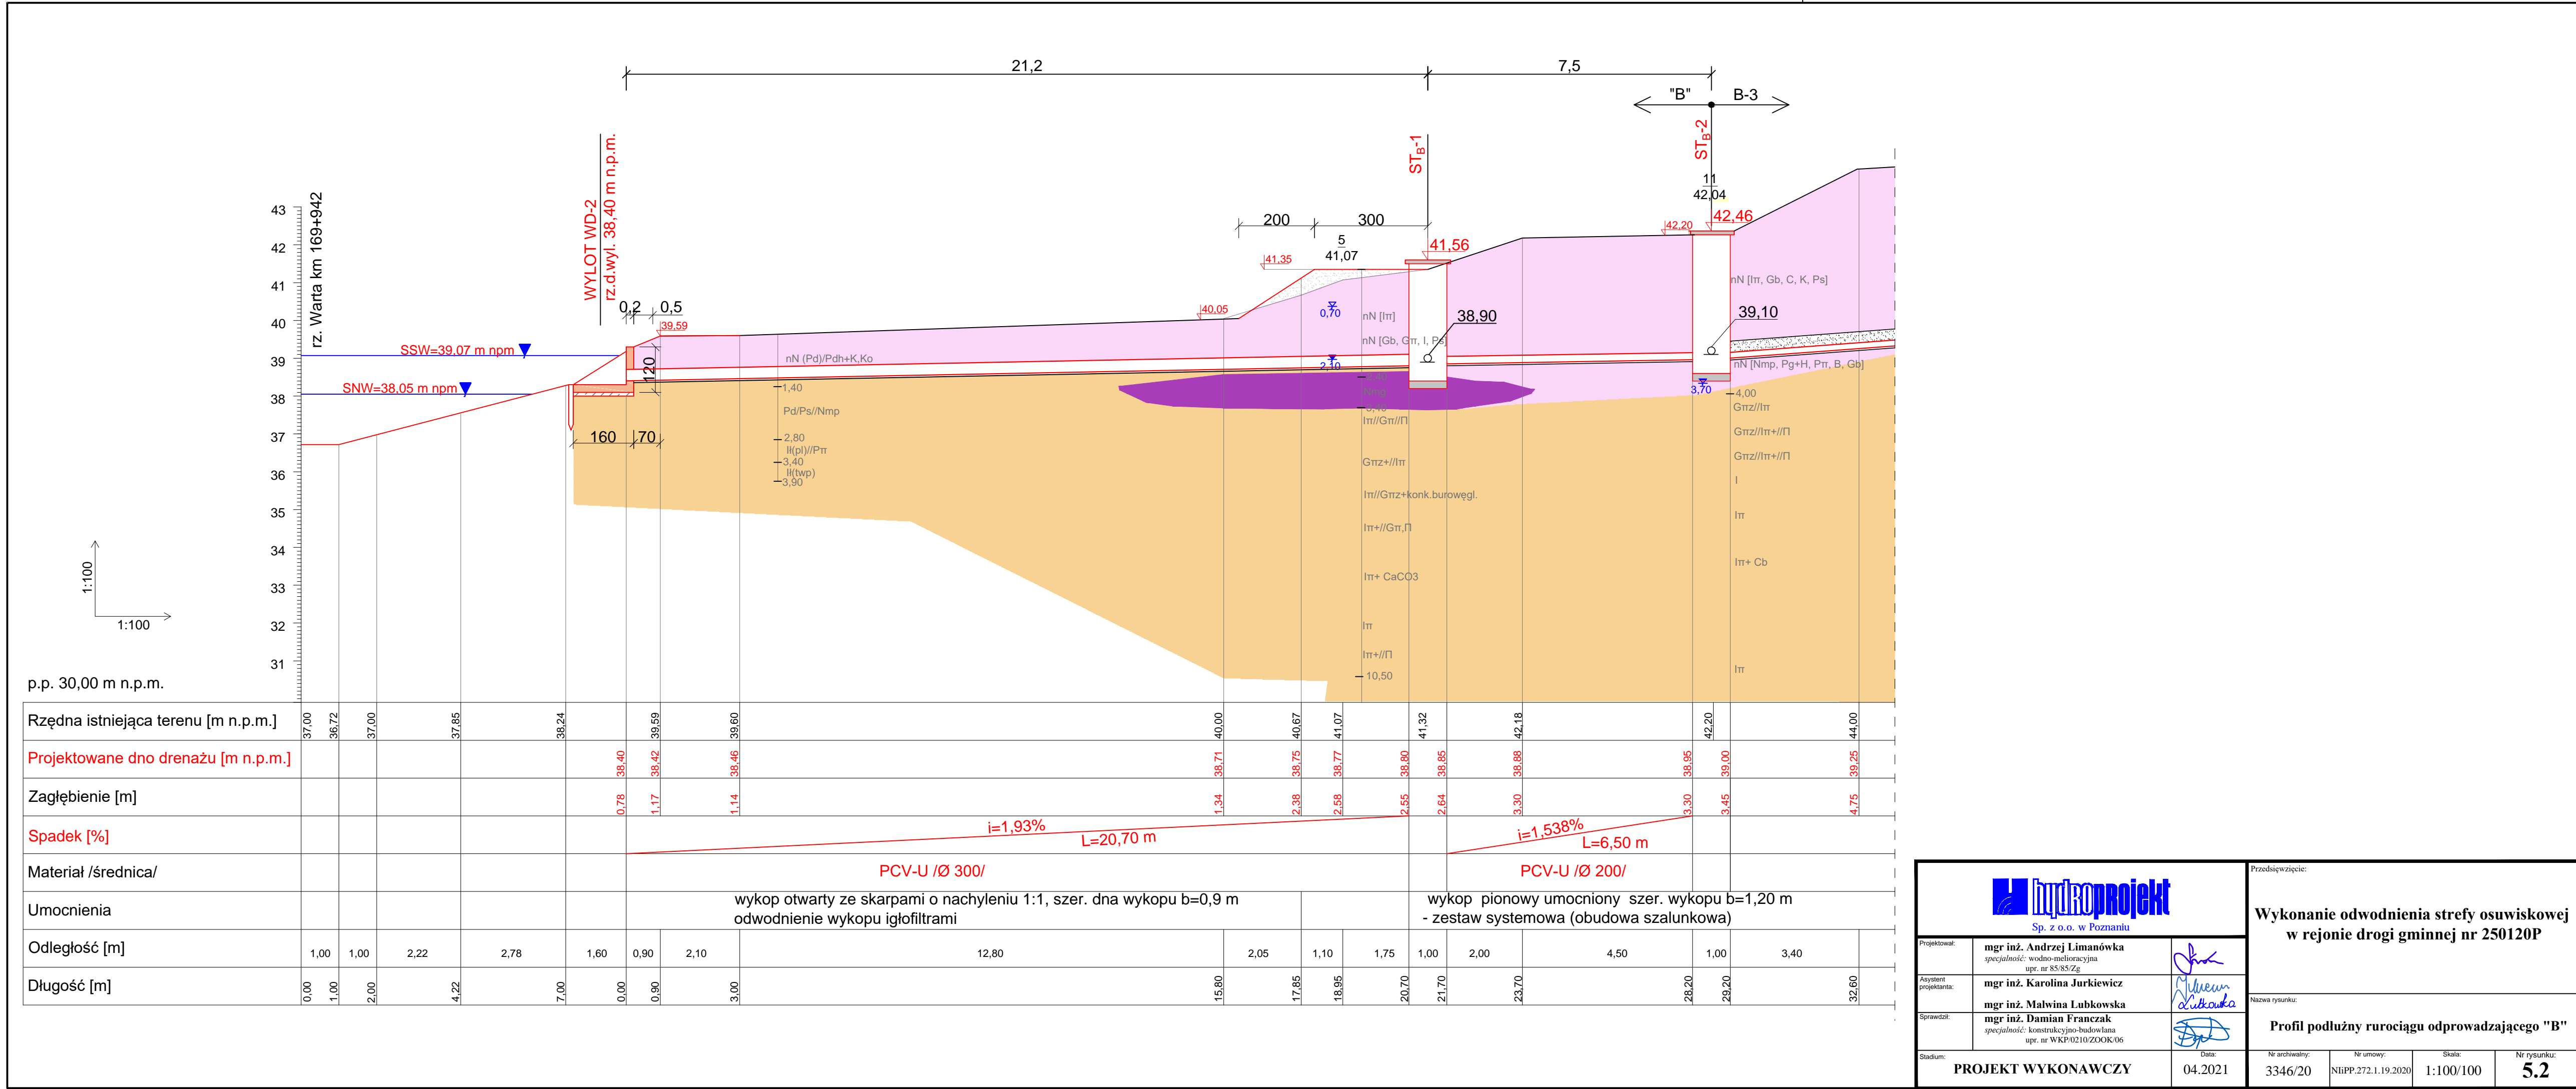 21,2
7,5
"B"
B-3
WYLOT WD-2
rz.d.wyl. 38,40 m n.p.m.
STB-1
STB-2
11
42,04
42,46
42,20
200
300
5
41,07
41,56
41,35
40,05
0,2
0,5
39,59
120
rz. Warta km 169+942
43
42
41
40
39
38
37
36
35
34
33
32
31
SSW=39,07 m npm
SNW=38,05 m npm
160
70
nN (Pd)/Pdh+K,Ko
1,40
Pd/Ps//Nmp
2,80
Ił(pl)//Pπ
3,40
Ił(twp)
3,90
0,70
nN [Iπ]
nN [Gb, Gπ, I, Ps]
2,10
38,90
Nmg
3,40
Iπ//Gπ//Π
Gπz+//Iπ
Iπ//Gπz+konk.burowęgl.
Iπ+//Gπ,Π
Iπ+ CaCO3
Iπ
Iπ+//Π
10,50
nN [Iπ, Gb, C, K, Ps]
39,10
nN [Nmp, Pg+H, Pπ, B, Gb]
3,70
4,00
Gπz//Iπ
Gπz//Iπ+//Π
Gπz//Iπ+//Π
I
Iπ
Iπ+ Cb
Iπ
1:100
1:100
p.p. 30,00 m n.p.m.
Rzędna istniejąca terenu [m n.p.m.] 37,00 36,72 37,00 37,85 38,24 39,59 39,60 40,00 40,67 41,07 41,32 42,18 42,20 44,00
Projektowane dno drenażu [m n.p.m.] 38,40 38,42 38,46 38,71 38,75 38,77 38,80 38,85 38,88 38,95 39,00 39,25
Zagłębienie [m] 0,78 1,17 1,14 1,34 2,38 2,58 2,55 2,64 3,30 3,30 3,45 4,75
Spadek [%] i=1,93% L=20,70 m i=1,538% L=6,50 m
Materiał /średnica/ PCV-U /Ø 300/ PCV-U /Ø 200/
Umocnienia
wykop otwarty ze skarpami o nachyleniu 1:1, szer. dna wykopu b=0,9 m
odwodnienie wykopu igłofiltrami
wykop pionowy umocniony szer. wykopu b=1,20 m
- zestaw systemowa (obudowa szalunkowa)
Odległość [m] 1,00 1,00 2,22 2,78 1,60 0,90 2,10 12,80 2,05 1,10 1,75 1,00 2,00 4,50 1,00 3,40
Długość [m] 0,00 1,00 2,00 4,22 7,00 0,00 0,90 3,00 15,80 17,85 18,95 20,70 21,70 23,70 28,20 29,20 32,60
hydroprojekt
Sp. z o.o. w Poznaniu
Przedsięwzięcie:
Wykonanie odwodnienia strefy osuwiskowej
w rejonie drogi gminnej nr 250120P
Projektował:
mgr inż. Andrzej Limanówka
specjalność: wodno-melioracyjna
upr. nr 85/85/Zg
Asystent
projektanta:
mgr inż. Karolina Jurkiewicz
mgr inż. Malwina Lubkowska
Lubkowska
Sprawdził:
mgr inż. Damian Franczak
specjalność: konstrukcyjno-budowlana
upr. nr WKP/0210/ZOOK/06
Nazwa rysunku:
Profil podłużny rurociągu odprowadzającego "B"
Stadium:
PROJEKT WYKONAWCZY
Data:
04.2021
Nr archiwalny:
3346/20
Nr umowy:
NIiPP.272.1.19.2020
Skala:
1:100/100
Nr rysunku:
5.2